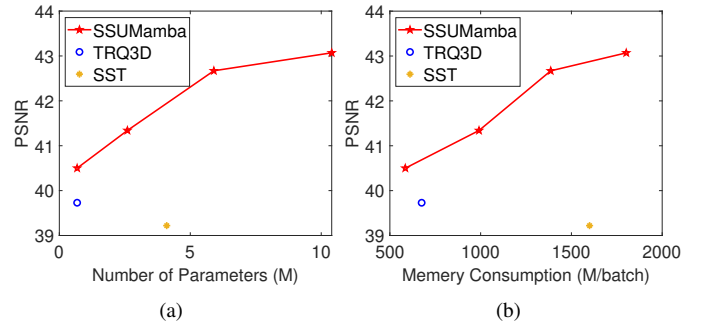 44
43
42
41
40
39
PSNR
SSUMamba
TRQ3D
SST
0 5 10
Number of Parameters (M)
(a)
44
43
42
41
40
39
PSNR
SSUMamba
TRQ3D
SST
500 1000 1500 2000
Memery Consumption (M/batch)
(b)